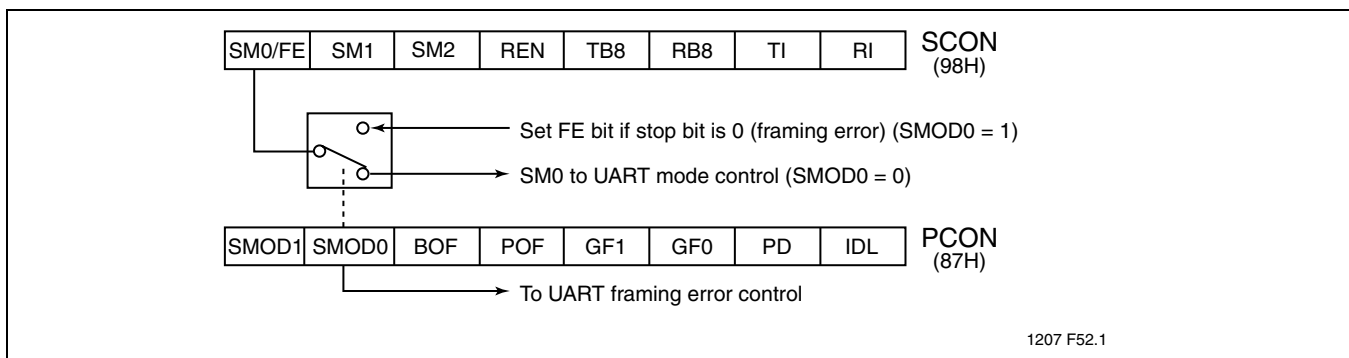 SM0/FE SM1 SM2 REN TB8 RB8 TI RI SCON
(98H)
Set FE bit if stop bit is 0 (framing error) (SMOD0 = 1)
SM0 to UART mode control (SMOD0 = 0)
SMOD1 SMOD0 BOF POF GF1 GF0 PD IDL PCON
(87H)
To UART framing error control
1207 F52.1